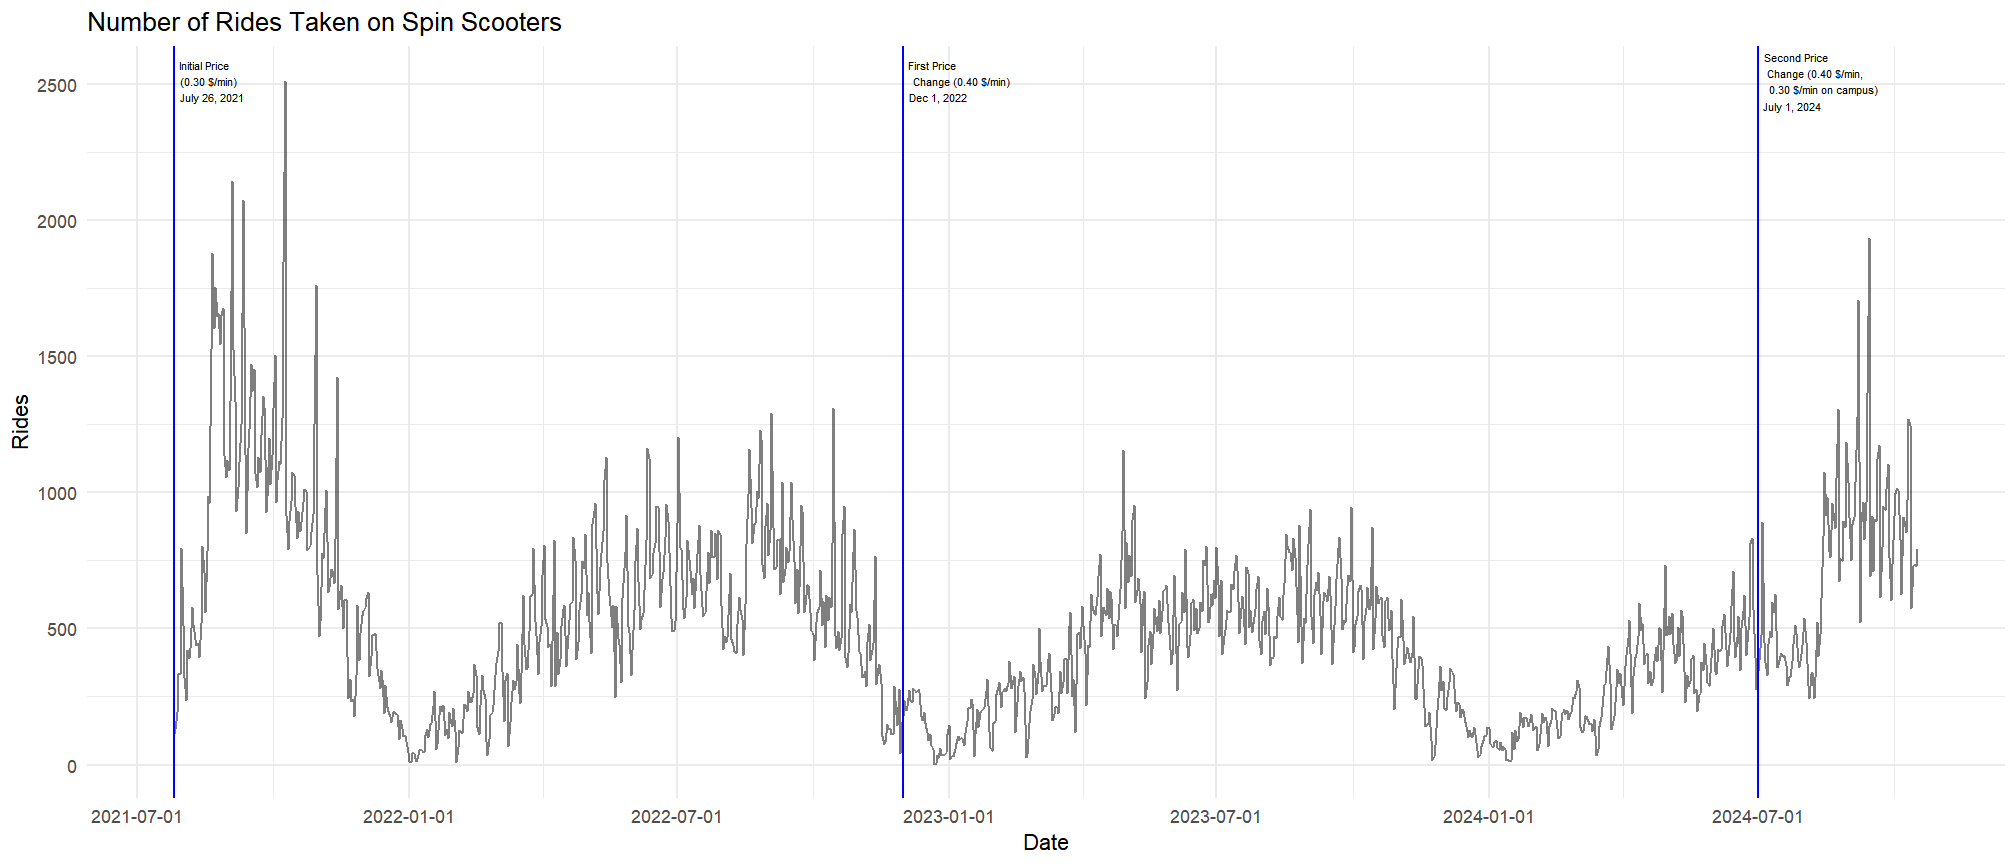 Number of Rides Taken on Spin Scooters
Initial Price
(0.30 $/min)
July 26, 2021
First Price
Change (0.40 $/min)
Dec 1, 2022
Second Price
Change (0.40 $/min,
0.30 $/min on campus)
July 1, 2024
2500
2000
1500
1000
500
0
Rides
2021-07-01
2022-01-01
2022-07-01
2023-01-01
2023-07-01
2024-01-01
2024-07-01
Date